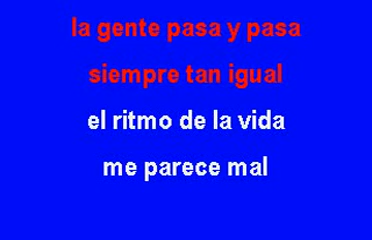 la gente pasa y pasa
siempre tan igual
el ritmo de la vida
me parece mal